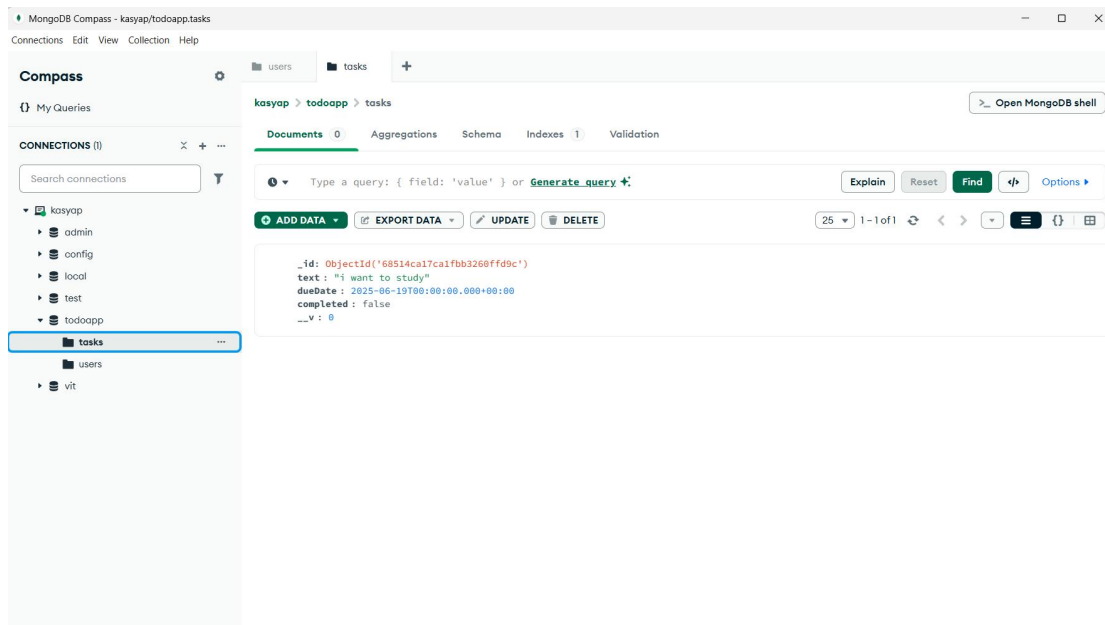 MongoDB Compass - kasyap/todoapp.tasks
Connections Edit View Collection Help
Compass
{} My Queries
CONNECTIONS (1)
Search connections
kasyap
admin
config
local
test
todoapp
tasks
users
vit
users tasks
kasyap > todoapp > tasks
>_ Open MongoDB shell
Documents 0 Aggregations Schema Indexes 1 Validation
Type a query: { field: 'value' } or Generate query
Explain Reset Find </> Options
ADD DATA EXPORT DATA UPDATE DELETE
25 1 – 1 of 1 {}
_id: ObjectId('68514ca17ca1fbb3260ffd9c')
text : "i want to study"
dueDate : 2025-06-19T00:00:00.000+00:00
completed : false
__v : 0